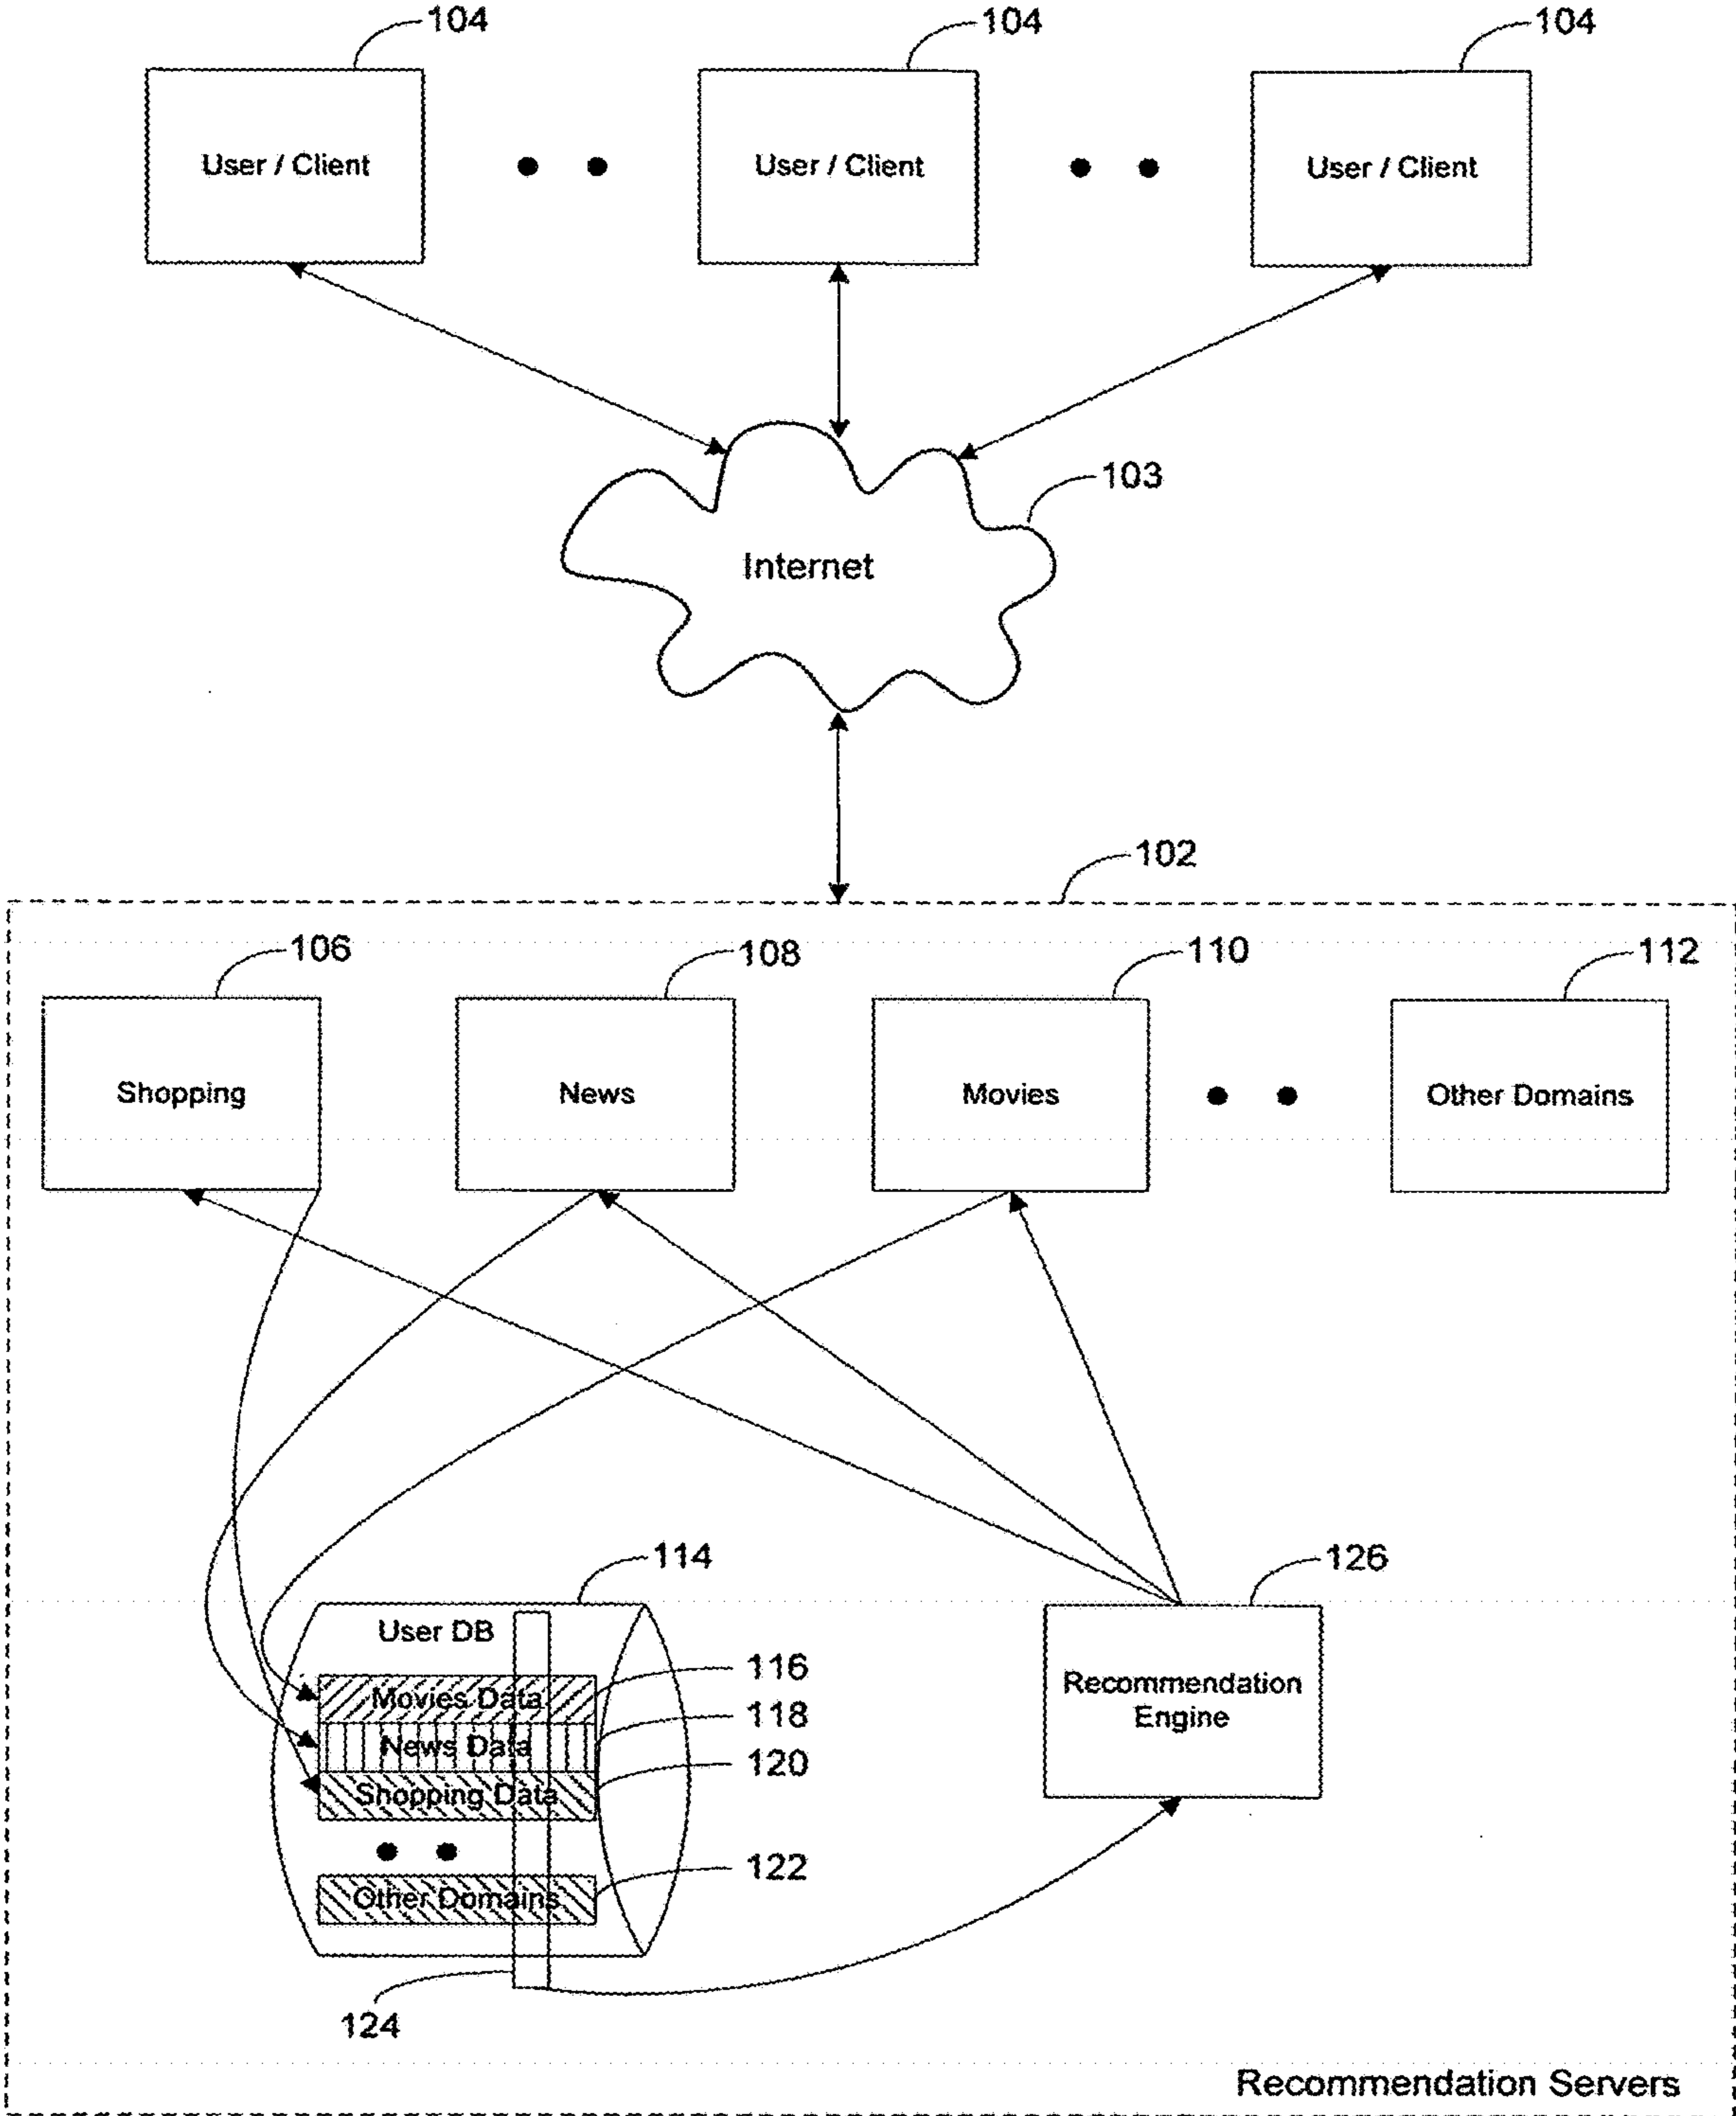 104 104 104
User / Client User / Client User / Client
103
Internet
102
106 108 110 112
Shopping News Movies Other Domains
114 126
User DB
116
Movies Data
Recommendation
Engine
118
News Data
120
Shopping Data
122
Other Domains
124
Recommendation Servers